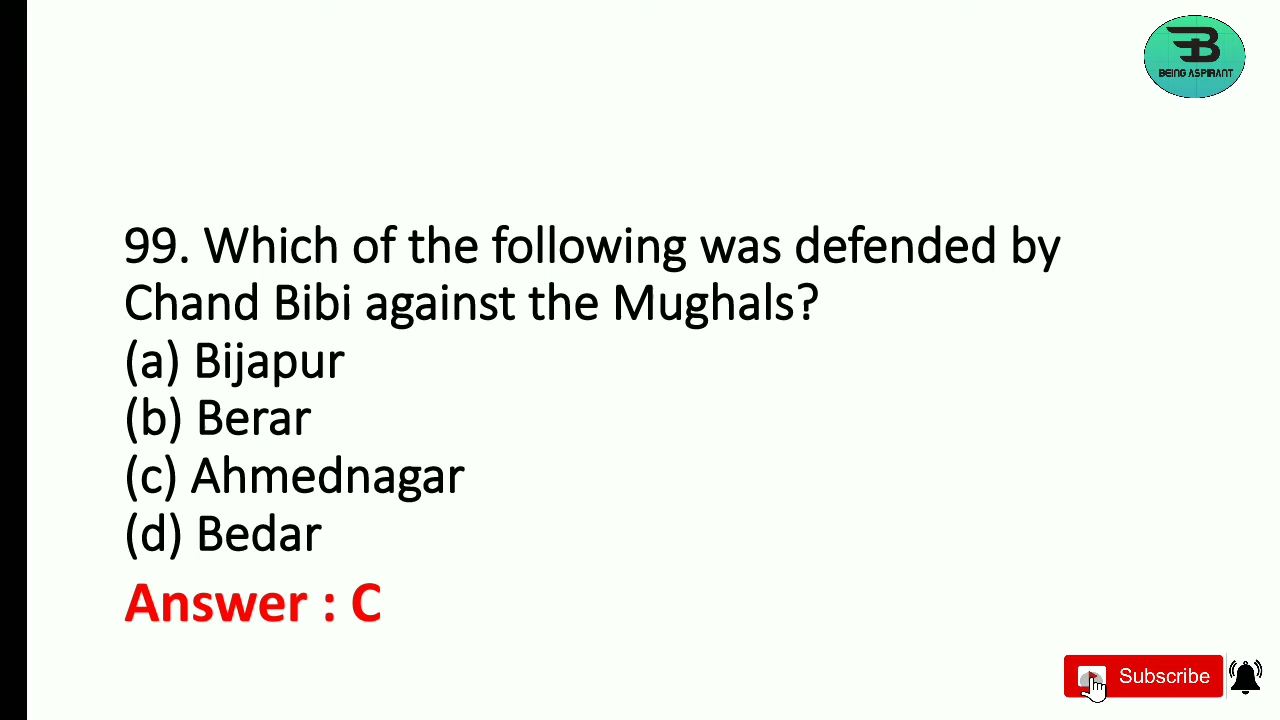 BEING ASPIRANT
99. Which of the following was defended by
Chand Bibi against the Mughals?
(a) Bijapur
(b) Berar
(c) Ahmednagar
(d) Bedar
Answer : C
Subscribe